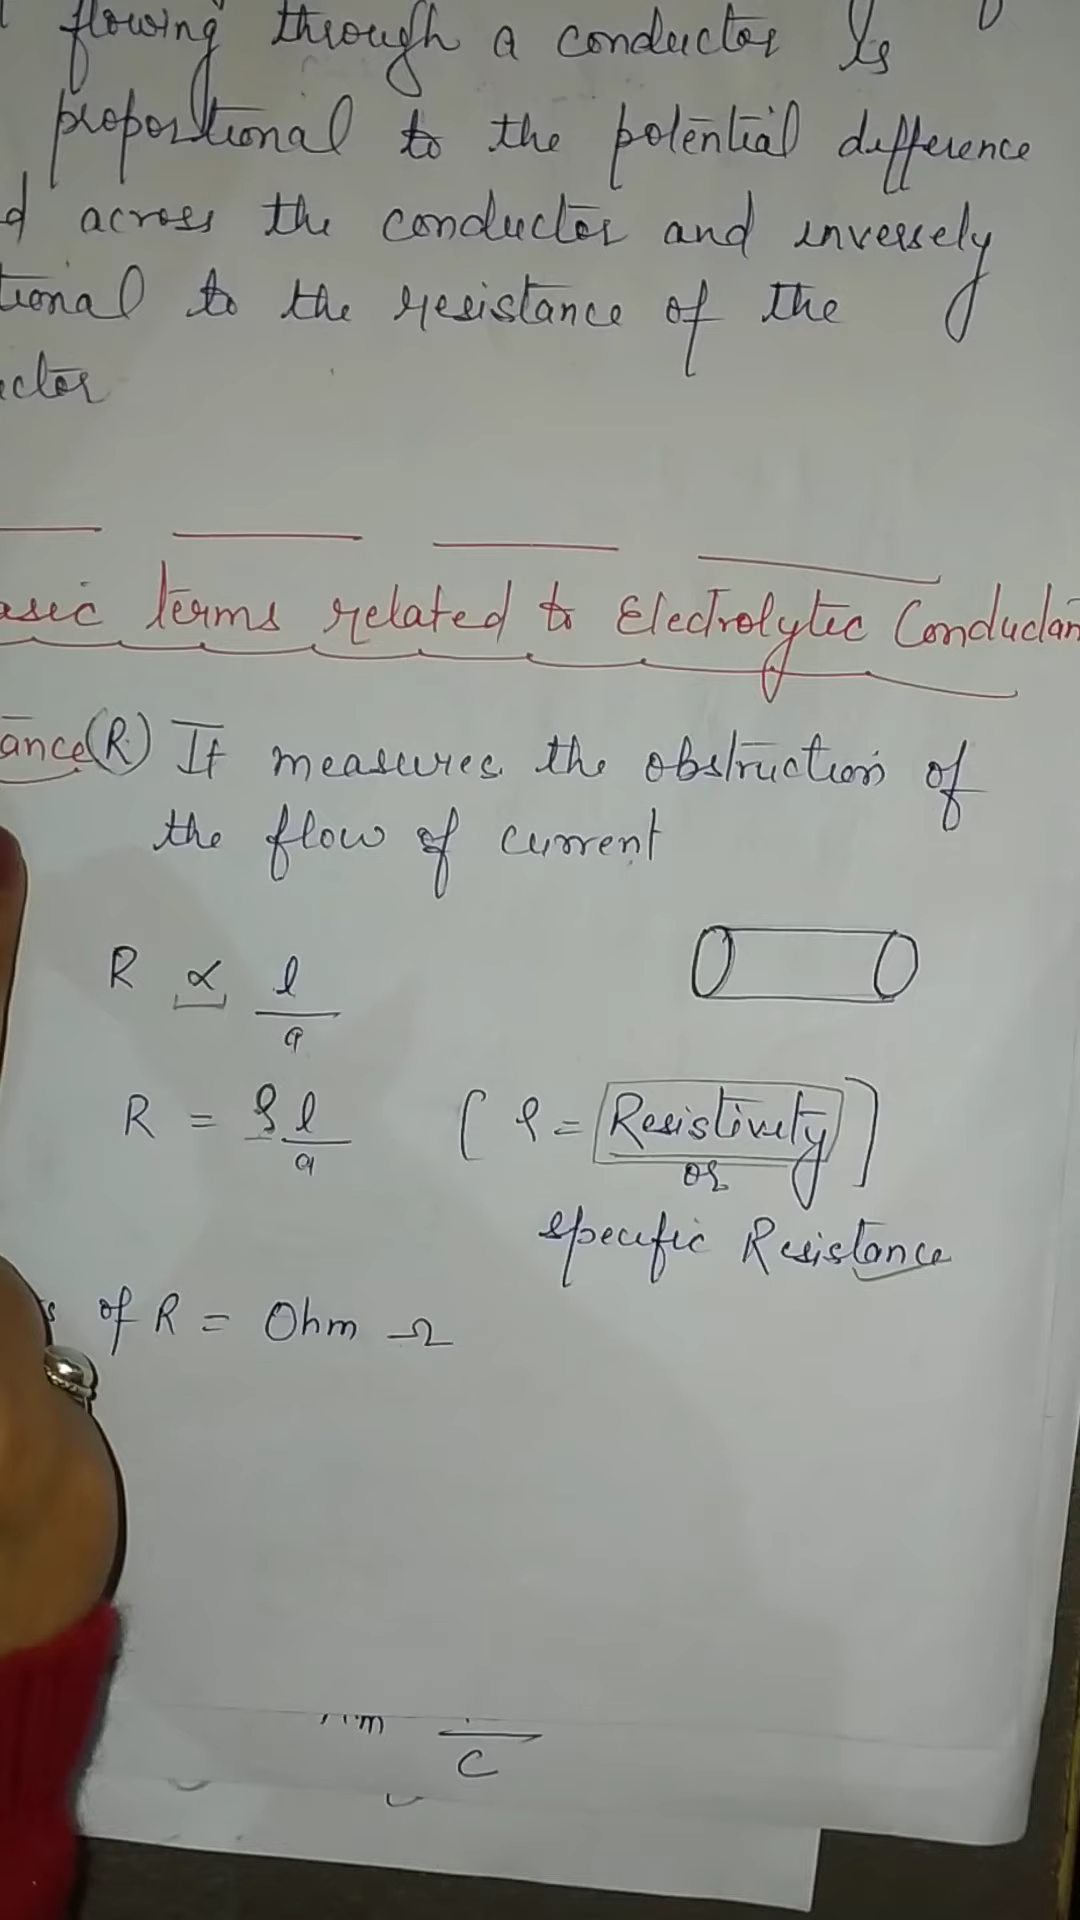 flowing through a conductor is
proportional to the potential difference
across the conductor and inversely
to the resistance of the
terms related to Electrolytic Conductan
(R) It measures the obstruction of
the flow of current
R ∝ l/a
R = ρl/a [ρ = Resistivity]
or
specific Resistance
of R = Ohm Ω
C